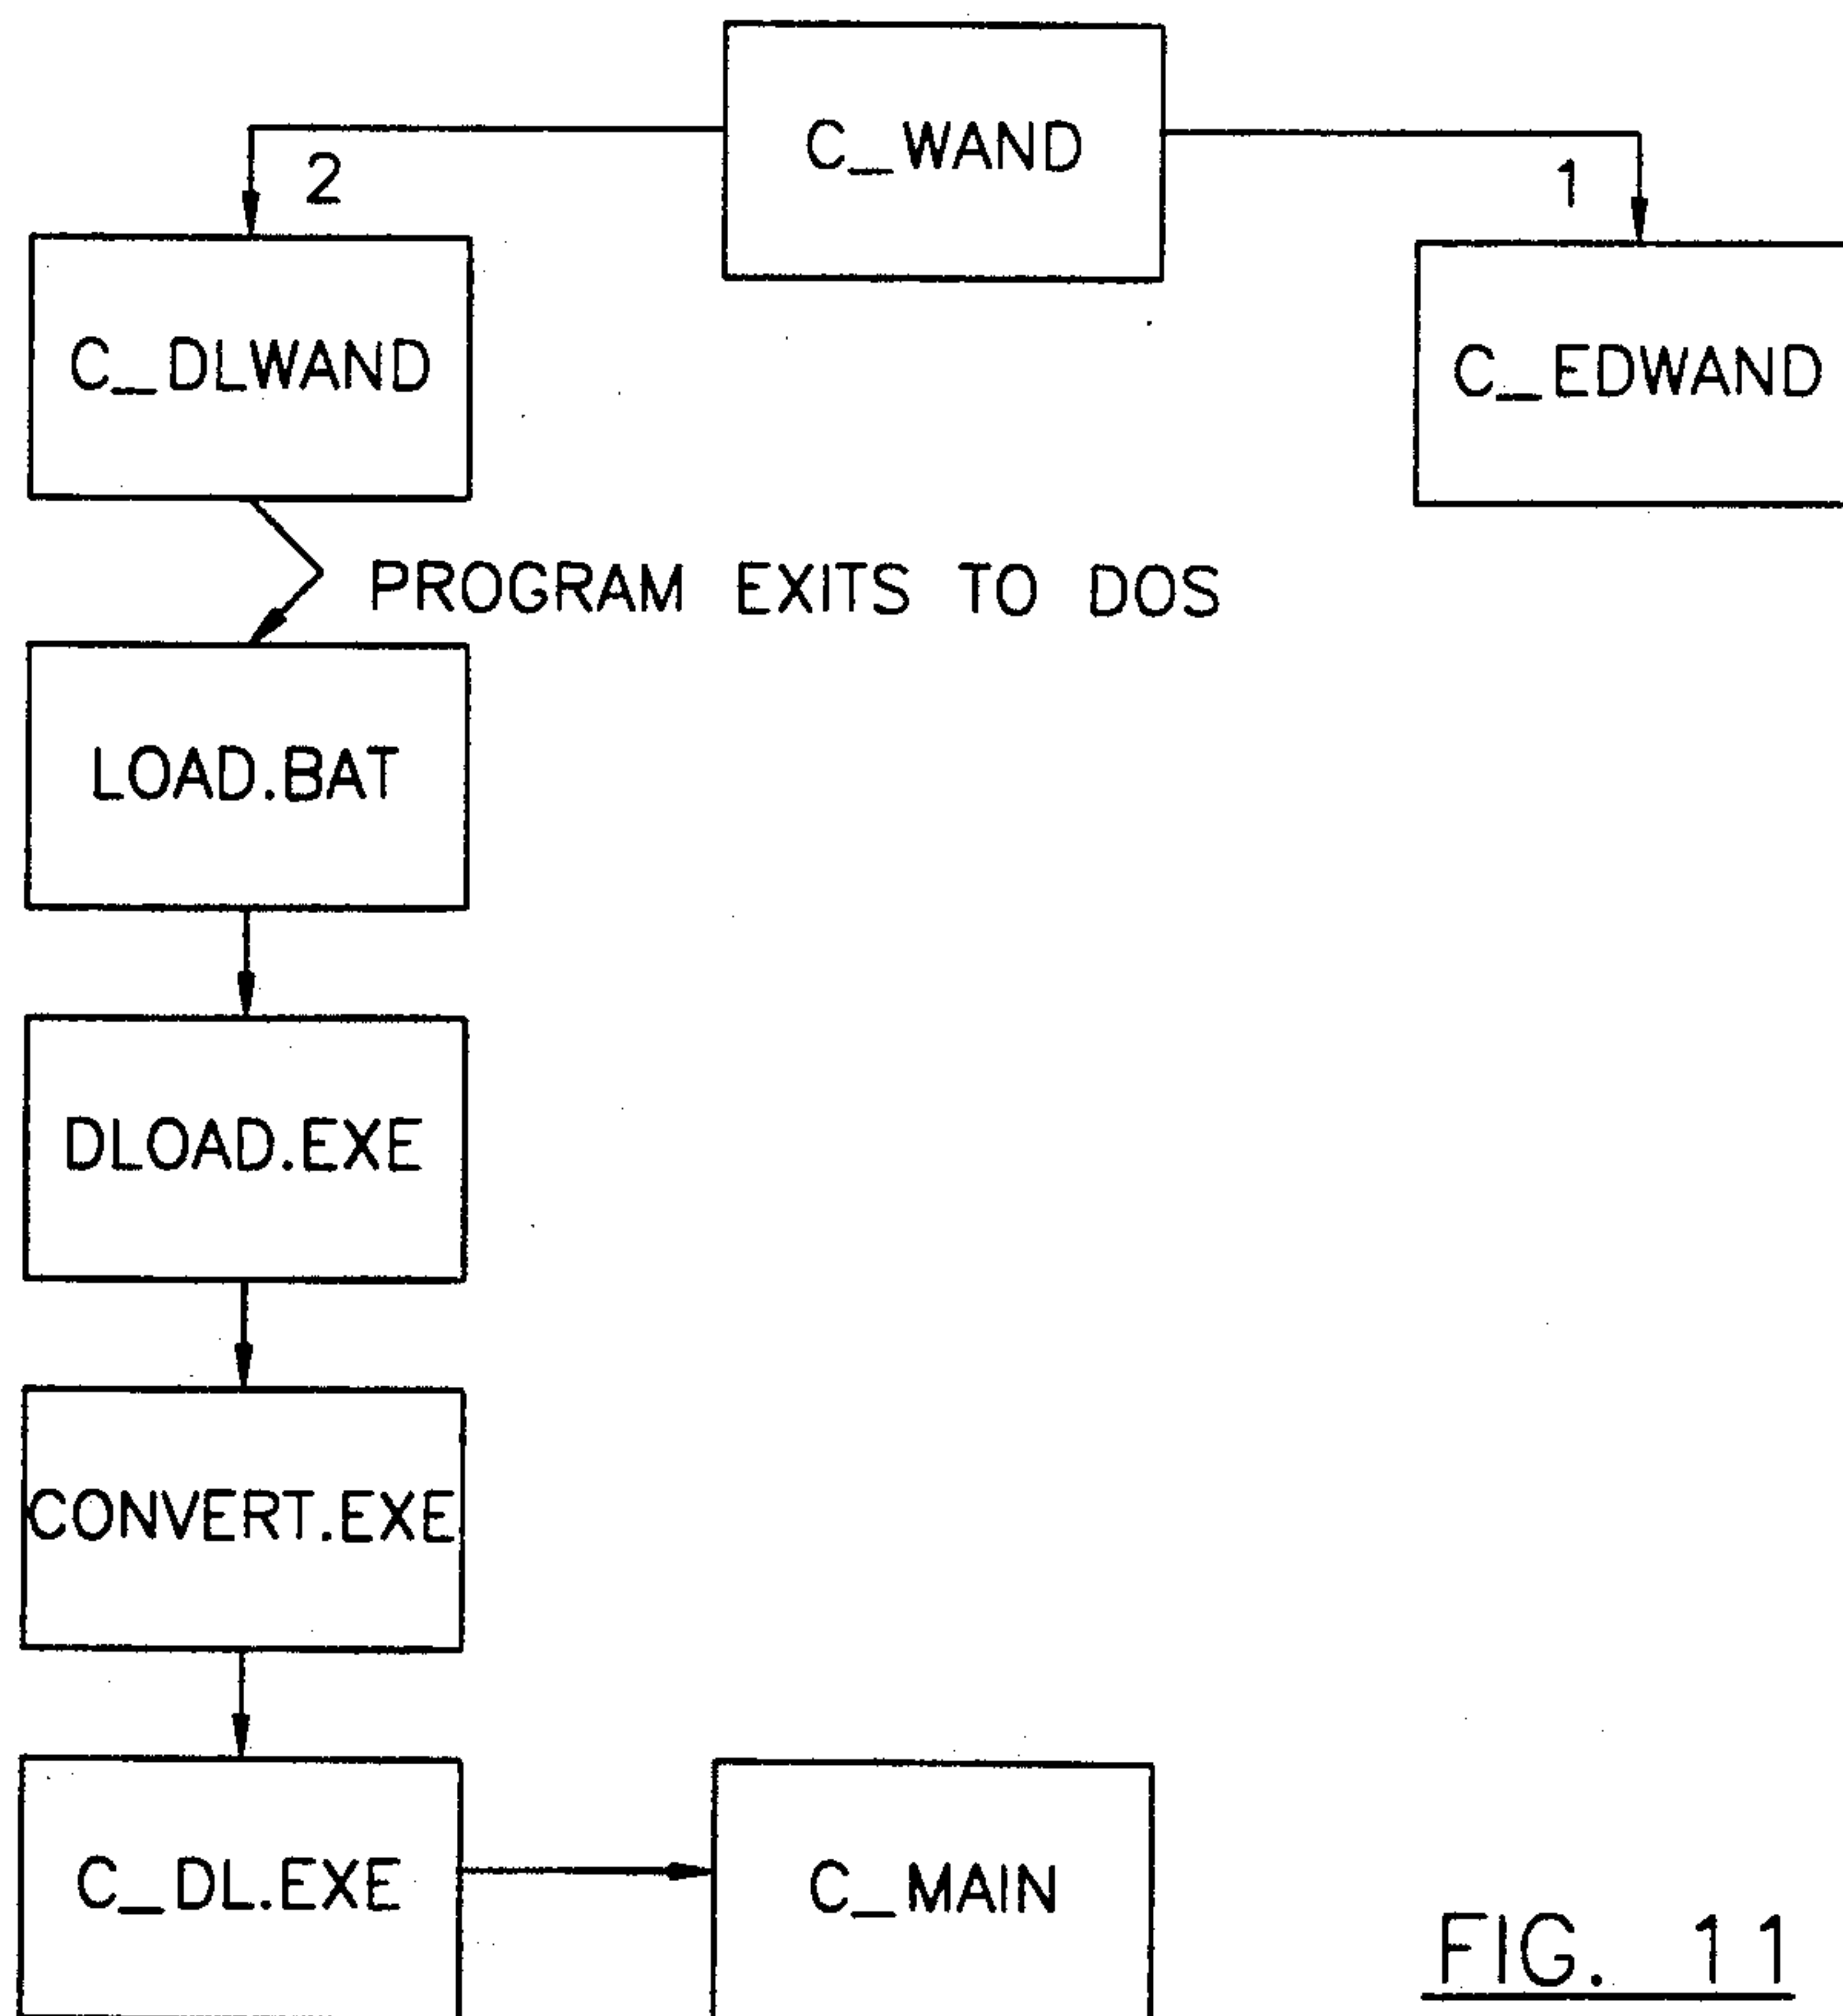 C_WAND
2
1
C_DLWAND
C_EDWAND
PROGRAM EXITS TO DOS
LOAD.BAT
DLOAD.EXE
CONVERT.EXE
C_DL.EXE
C_MAIN
FIG. 11